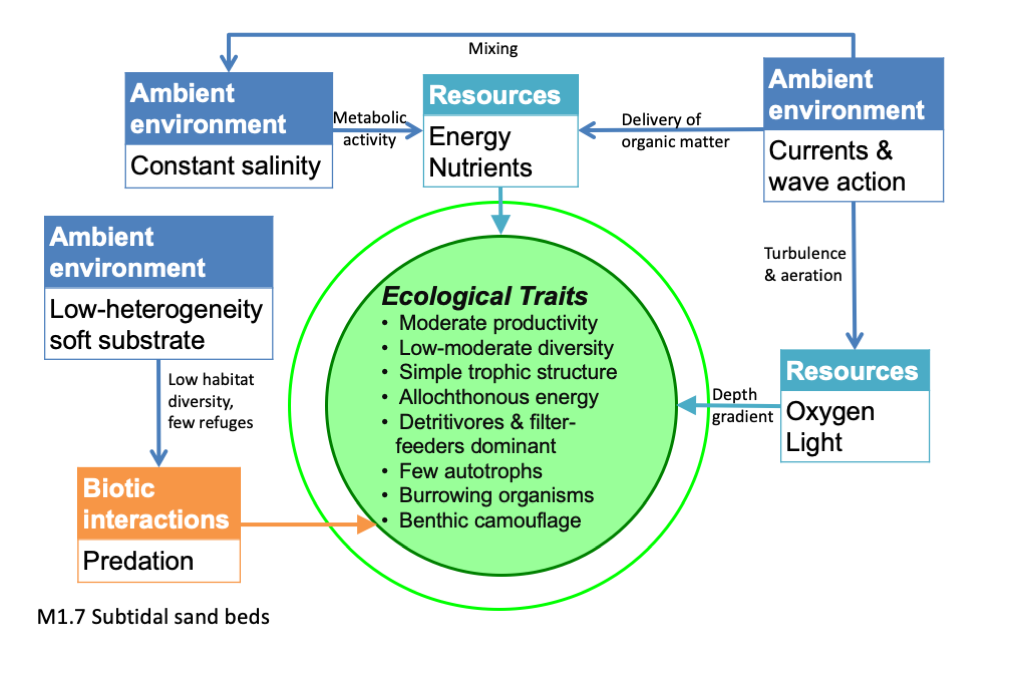 Mixing
Ambient
environment
Constant salinity
Metabolic
activity
Resources
Energy
Nutrients
Delivery of
organic matter
Ambient
environment
Currents &
wave action
Ambient
environment
Low-heterogeneity
soft substrate
Turbulence
& aeration
Low habitat
diversity,
few refuges
Ecological Traits
• Moderate productivity
• Low-moderate diversity
• Simple trophic structure
• Allochthonous energy
• Detritivores & filter-
feeders dominant
• Few autotrophs
• Burrowing organisms
• Benthic camouflage
Depth
gradient
Resources
Oxygen
Light
Biotic
interactions
Predation
M1.7 Subtidal sand beds